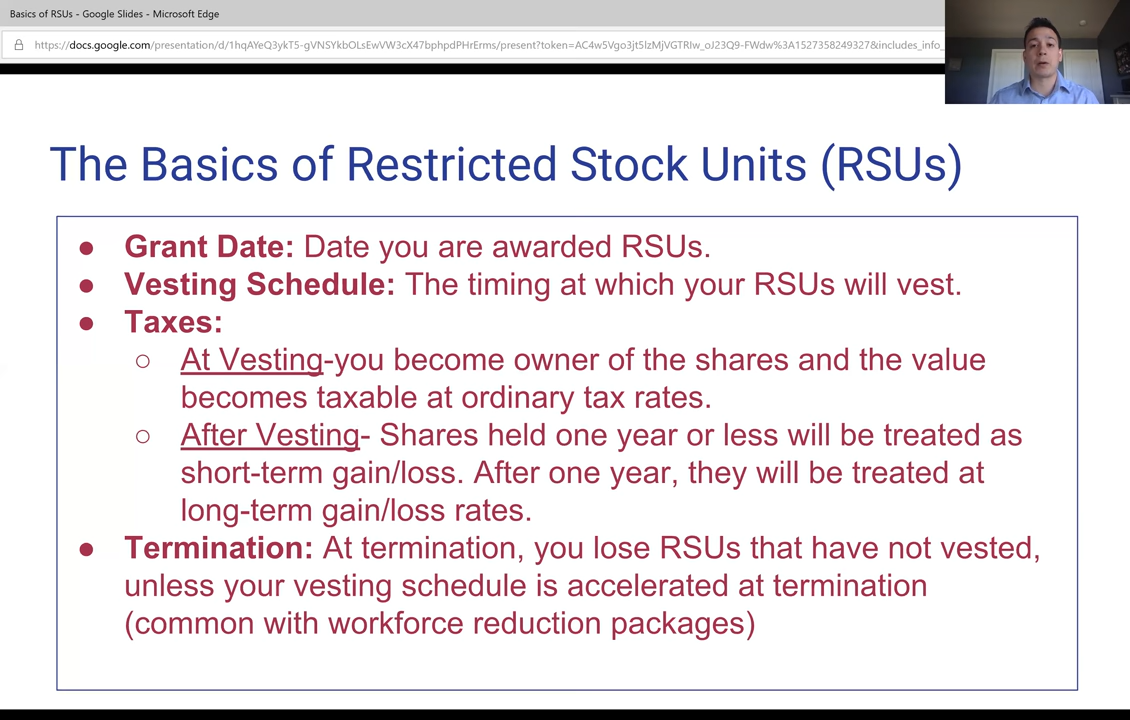 Basics of RSUs - Google Slides - Microsoft Edge
https://docs.google.com/presentation/d/1hqAYeQ3ykT5-gVNSYkbOLsEwVW3cX47bphpdPHrErms/present?token=AC4w5Vgo3jt5lzMjVGTRIw_oJ23Q9-FWdw%3A1527358249327&includes_info_
The Basics of Restricted Stock Units (RSUs)
● Grant Date: Date you are awarded RSUs.
● Vesting Schedule: The timing at which your RSUs will vest.
● Taxes:
○ At Vesting-you become owner of the shares and the value
becomes taxable at ordinary tax rates.
○ After Vesting- Shares held one year or less will be treated as
short-term gain/loss. After one year, they will be treated at
long-term gain/loss rates.
● Termination: At termination, you lose RSUs that have not vested,
unless your vesting schedule is accelerated at termination
(common with workforce reduction packages)